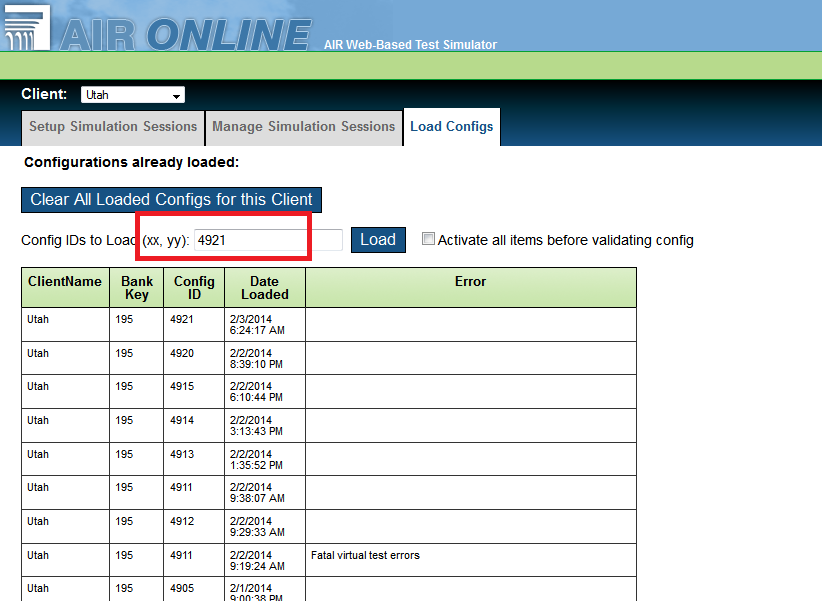 AIR ONLINE AIR Web-Based Test Simulator
Client: Utah
Setup Simulation Sessions Manage Simulation Sessions Load Configs
Configurations already loaded:
Clear All Loaded Configs for this Client
Config IDs to Load (xx, yy): 4921 Load Activate all items before validating config
ClientName Bank Key Config ID Date Loaded Error
Utah 195 4921 2/3/2014 6:24:17 AM
Utah 195 4920 2/2/2014 8:39:10 PM
Utah 195 4915 2/2/2014 6:10:44 PM
Utah 195 4914 2/2/2014 3:13:43 PM
Utah 195 4913 2/2/2014 1:35:52 PM
Utah 195 4911 2/2/2014 9:38:07 AM
Utah 195 4912 2/2/2014 9:29:33 AM
Utah 195 4911 2/2/2014 9:19:24 AM Fatal virtual test errors
Utah 195 4905 2/1/2014 9:00:38 PM